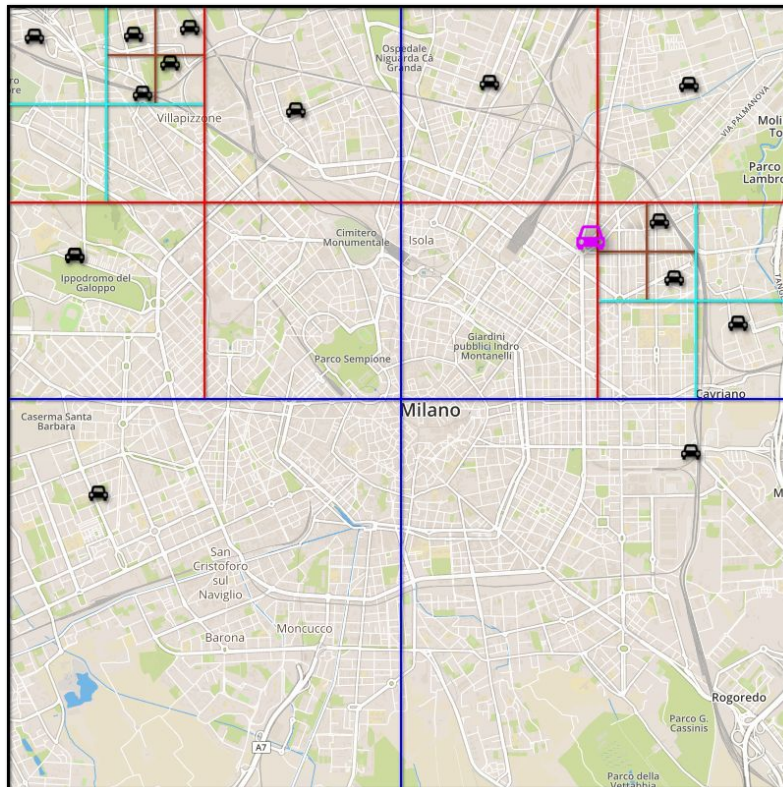 Ospedale
Niguarda Cà
Granda
Villapizzone
VIA PALMANOVA
Parco
Lambro
Cimitero
Monumentale
Isola
Ippodromo del
Galoppo
Parco Sempione
Giardini
pubblici Indro
Montanelli
Cavriano
Caserma Santa
Barbara
Milano
San
Cristoforo
sul
Naviglio
Barona
Moncucco
A7
Rogoredo
Parco G.
Cassinis
Parco della
Vettabbia